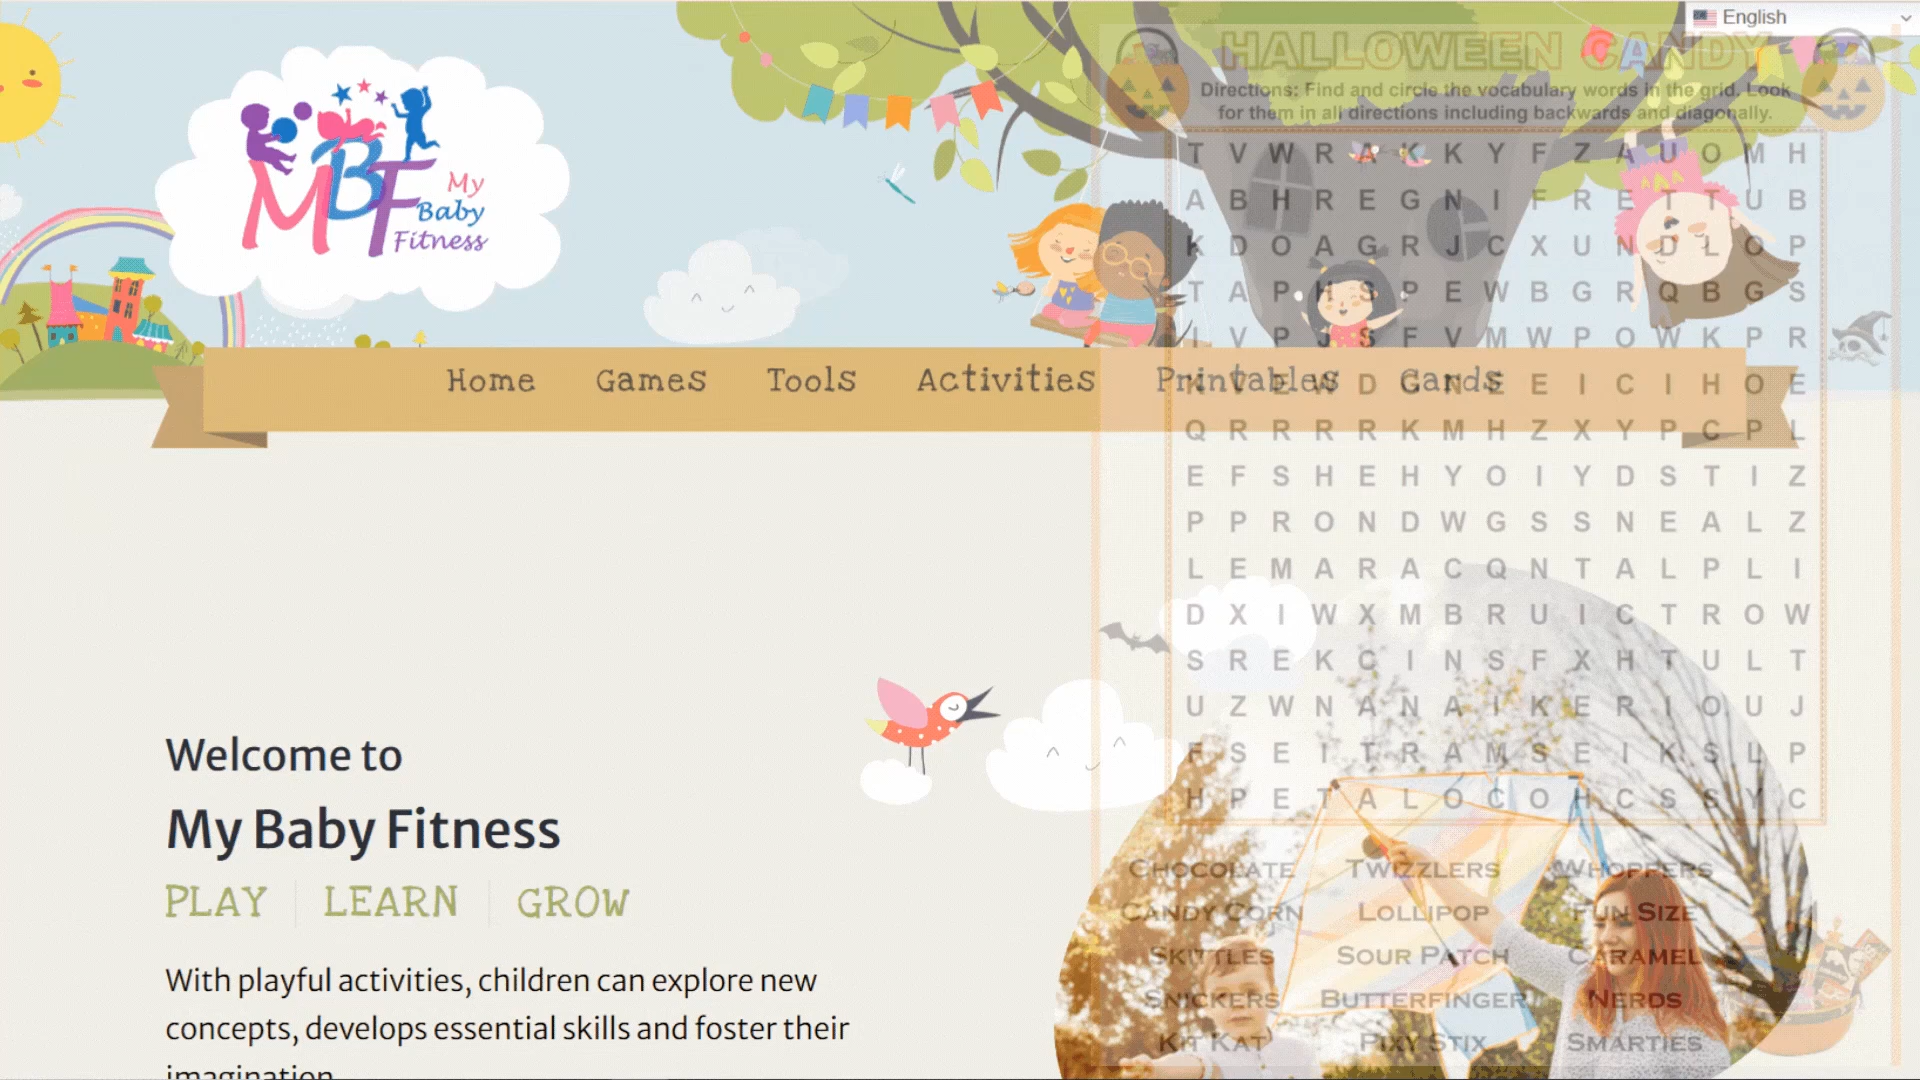 English
My
Baby
Fitness
MBF
Home Games Tools Activities Printables Cards
Welcome to
My Baby Fitness
PLAY LEARN GROW
With playful activities, children can explore new
concepts, develops essential skills and foster their
imagination
HALLOWEEN CANDY
Directions: Find and circle the vocabulary words in the grid. Look
for them in all directions including backwards and diagonally.
T V W R A K K Y F Z A U O M H
A B H R E G N I F R E T T U B
K D O A G R J C X U N D L O P
T A P H S P E W B G R Q B G S
I V P J S F V M W P O W K P R
K V E W D G N E E I C I H O E
Q R R R R K M H Z X Y P C P L
E F S H E H Y O I Y D S T I Z
P P R O N D W G S S N E A L Z
L E M A R A C Q N T A L P L I
D X I W X M B R U I C T R O W
S R E K C I N S F X H T U L T
U Z W N A N A I K E R I O U J
F S E I T R A M S E I K S L P
H P E T A L O C O H C S S Y C
CHOCOLATE TWIZZLERS WHOPPERS
CANDY CORN LOLLIPOP FUN SIZE
SKITTLES SOUR PATCH CARAMEL
SNICKERS BUTTERFINGER NERDS
KIT KAT PIXY STIX SMARTIES